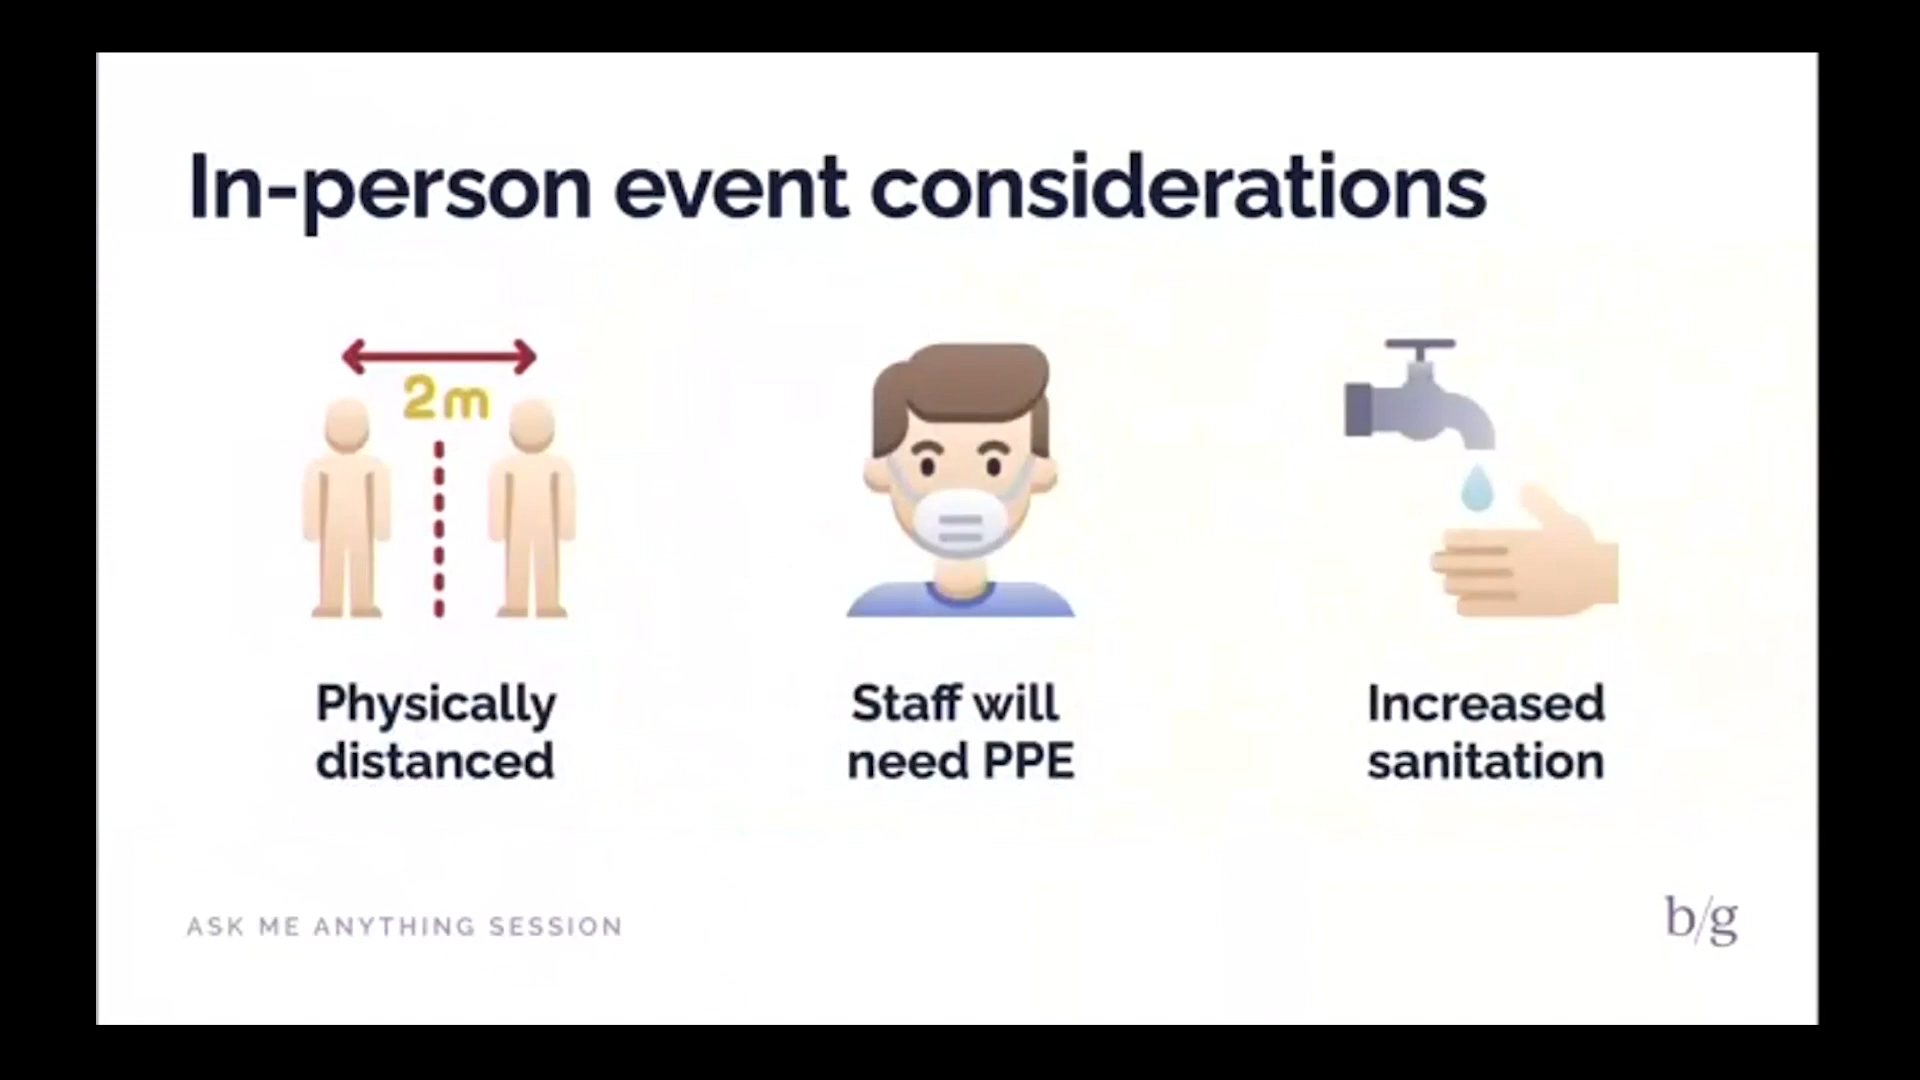 In-person event considerations
2m
Physically
distanced
Staff will
need PPE
Increased
sanitation
ASK ME ANYTHING SESSION
b/g